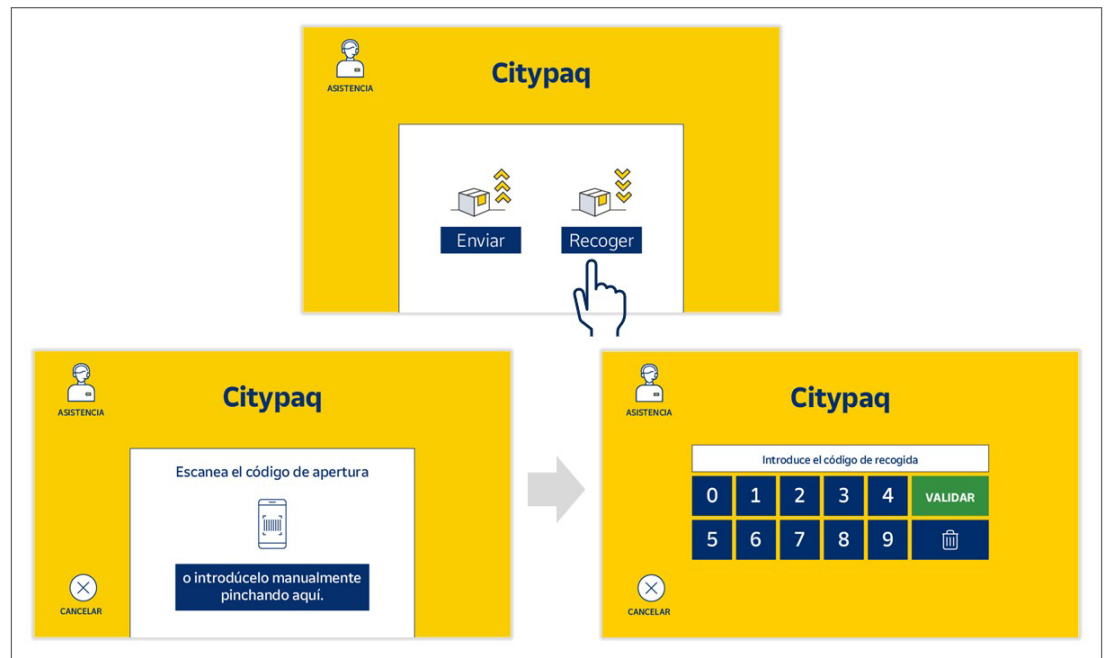 ASISTENCIA
Citypaq
Enviar
Recoger
ASISTENCIA
Citypaq
Escanea el código de apertura
o introdúcelo manualmente
pinchando aquí.
CANCELAR
ASISTENCIA
Citypaq
Introduce el código de recogida
0 1 2 3 4 VALIDAR
5 6 7 8 9
CANCELAR